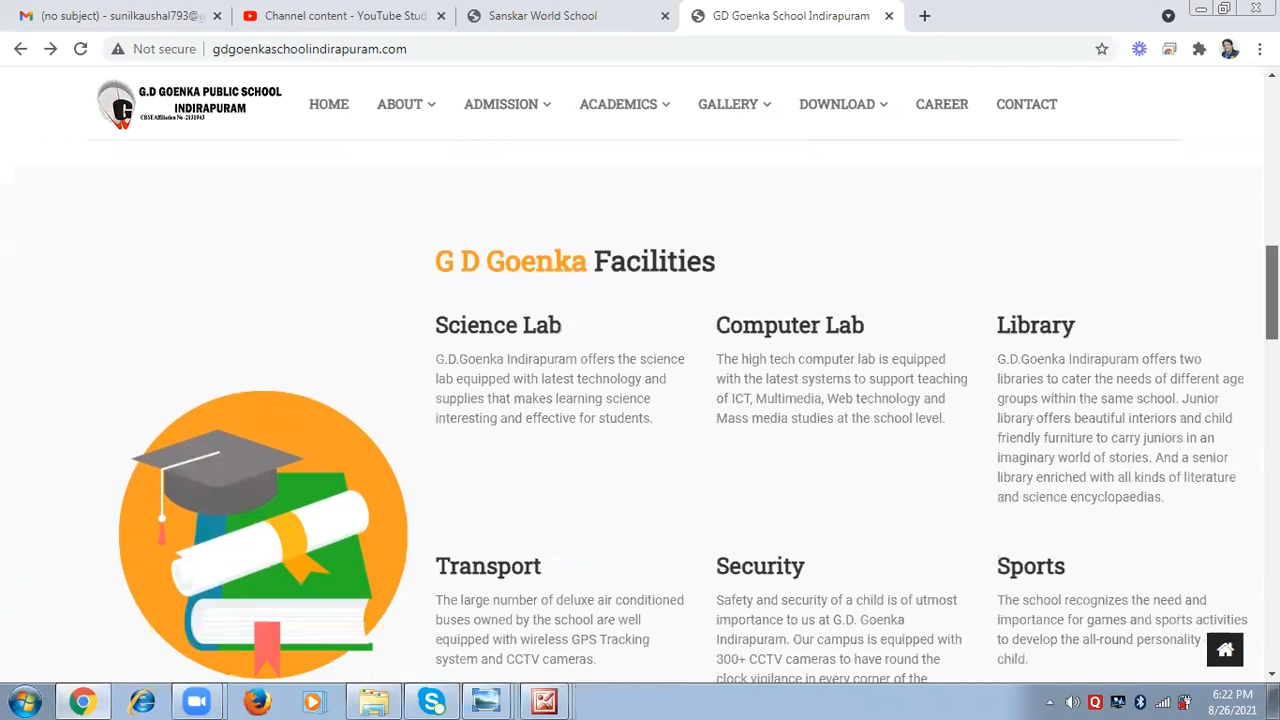 (no subject) - sunilkaushal793@g
Channel content - YouTube Stud
Sanskar World School
GD Goenka School Indirapuram
Not secure
gdgoenkaschoolindirapuram.com
G.D GOENKA PUBLIC SCHOOL
INDIRAPURAM
CBSE Affiliation No -2131943
HOME ABOUT ADMISSION ACADEMICS GALLERY DOWNLOAD CAREER CONTACT
G D Goenka Facilities
Science Lab
G.D.Goenka Indirapuram offers the science
lab equipped with latest technology and
supplies that makes learning science
interesting and effective for students.
Computer Lab
The high tech computer lab is equipped
with the latest systems to support teaching
of ICT, Multimedia, Web technology and
Mass media studies at the school level.
Library
G.D.Goenka Indirapuram offers two
libraries to cater the needs of different age
groups within the same school. Junior
library offers beautiful interiors and child
friendly furniture to carry juniors in an
imaginary world of stories. And a senior
library enriched with all kinds of literature
and science encyclopaedias.
Transport
The large number of deluxe air conditioned
buses owned by the school are well
equipped with wireless GPS Tracking
system and CCTV cameras.
Security
Safety and security of a child is of utmost
importance to us at G.D. Goenka
Indirapuram. Our campus is equipped with
300+ CCTV cameras to have round the
clock vigilance in every corner of the
Sports
The school recognizes the need and
importance for games and sports activities
to develop the all-round personality
child.
6:22 PM
8/26/2021